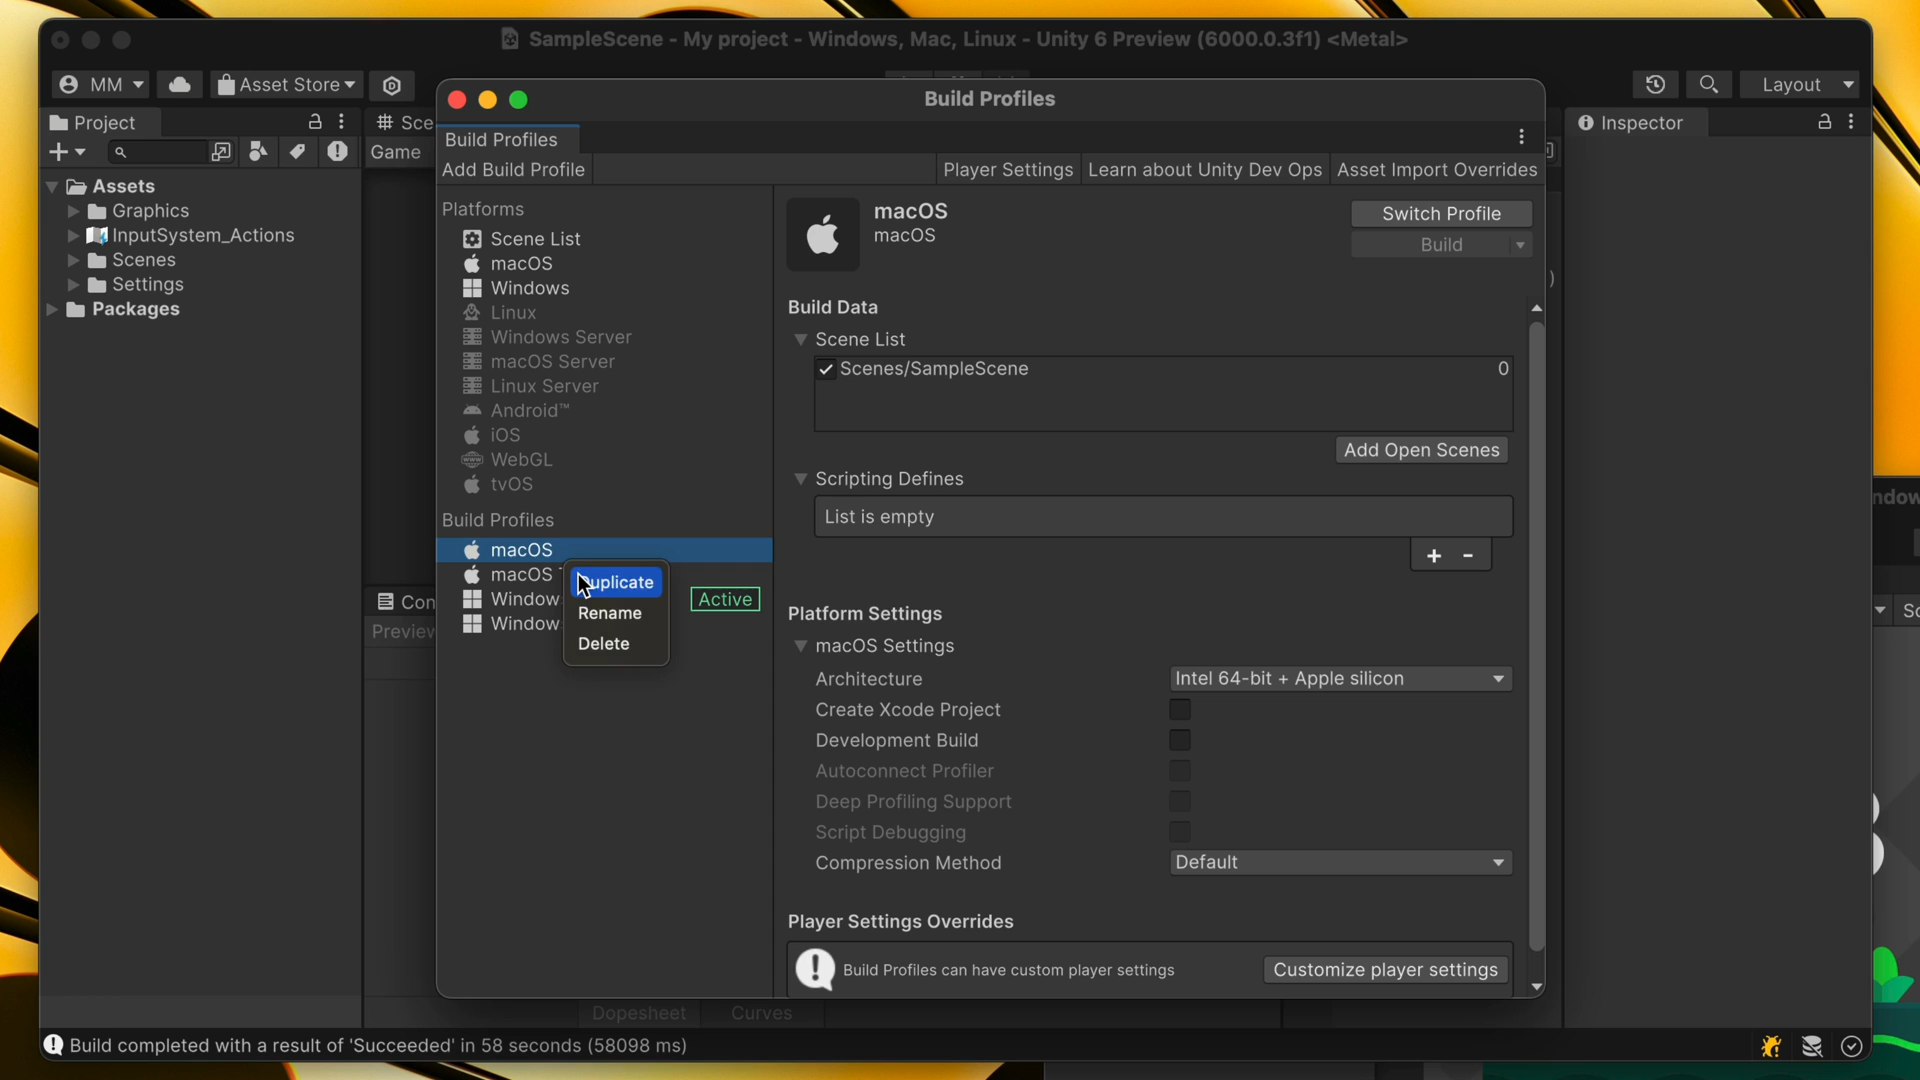 SampleScene - My project - Windows, Mac, Linux - Unity 6 Preview (6000.0.3f1) <Metal>
MM
Asset Store
Layout
Project
Sce
Game
Assets
Graphics
InputSystem_Actions
Scenes
Settings
Packages
Con
Preview
Build Profiles
Build Profiles
Add Build Profile
Player Settings
Learn about Unity Dev Ops
Asset Import Overrides
Platforms
Scene List
macOS
Windows
Linux
Windows Server
macOS Server
Linux Server
Android™
iOS
WebGL
tvOS
Build Profiles
macOS
macOS
Window
Active
Window
Duplicate
Rename
Delete
macOS
macOS
Switch Profile
Build
Build Data
Scene List
Scenes/SampleScene 0
Add Open Scenes
Scripting Defines
List is empty
+ -
Platform Settings
macOS Settings
Architecture Intel 64-bit + Apple silicon
Create Xcode Project
Development Build
Autoconnect Profiler
Deep Profiling Support
Script Debugging
Compression Method Default
Player Settings Overrides
Build Profiles can have custom player settings
Customize player settings
Inspector
ndow
Sc
Dopesheet Curves
Build completed with a result of 'Succeeded' in 58 seconds (58098 ms)